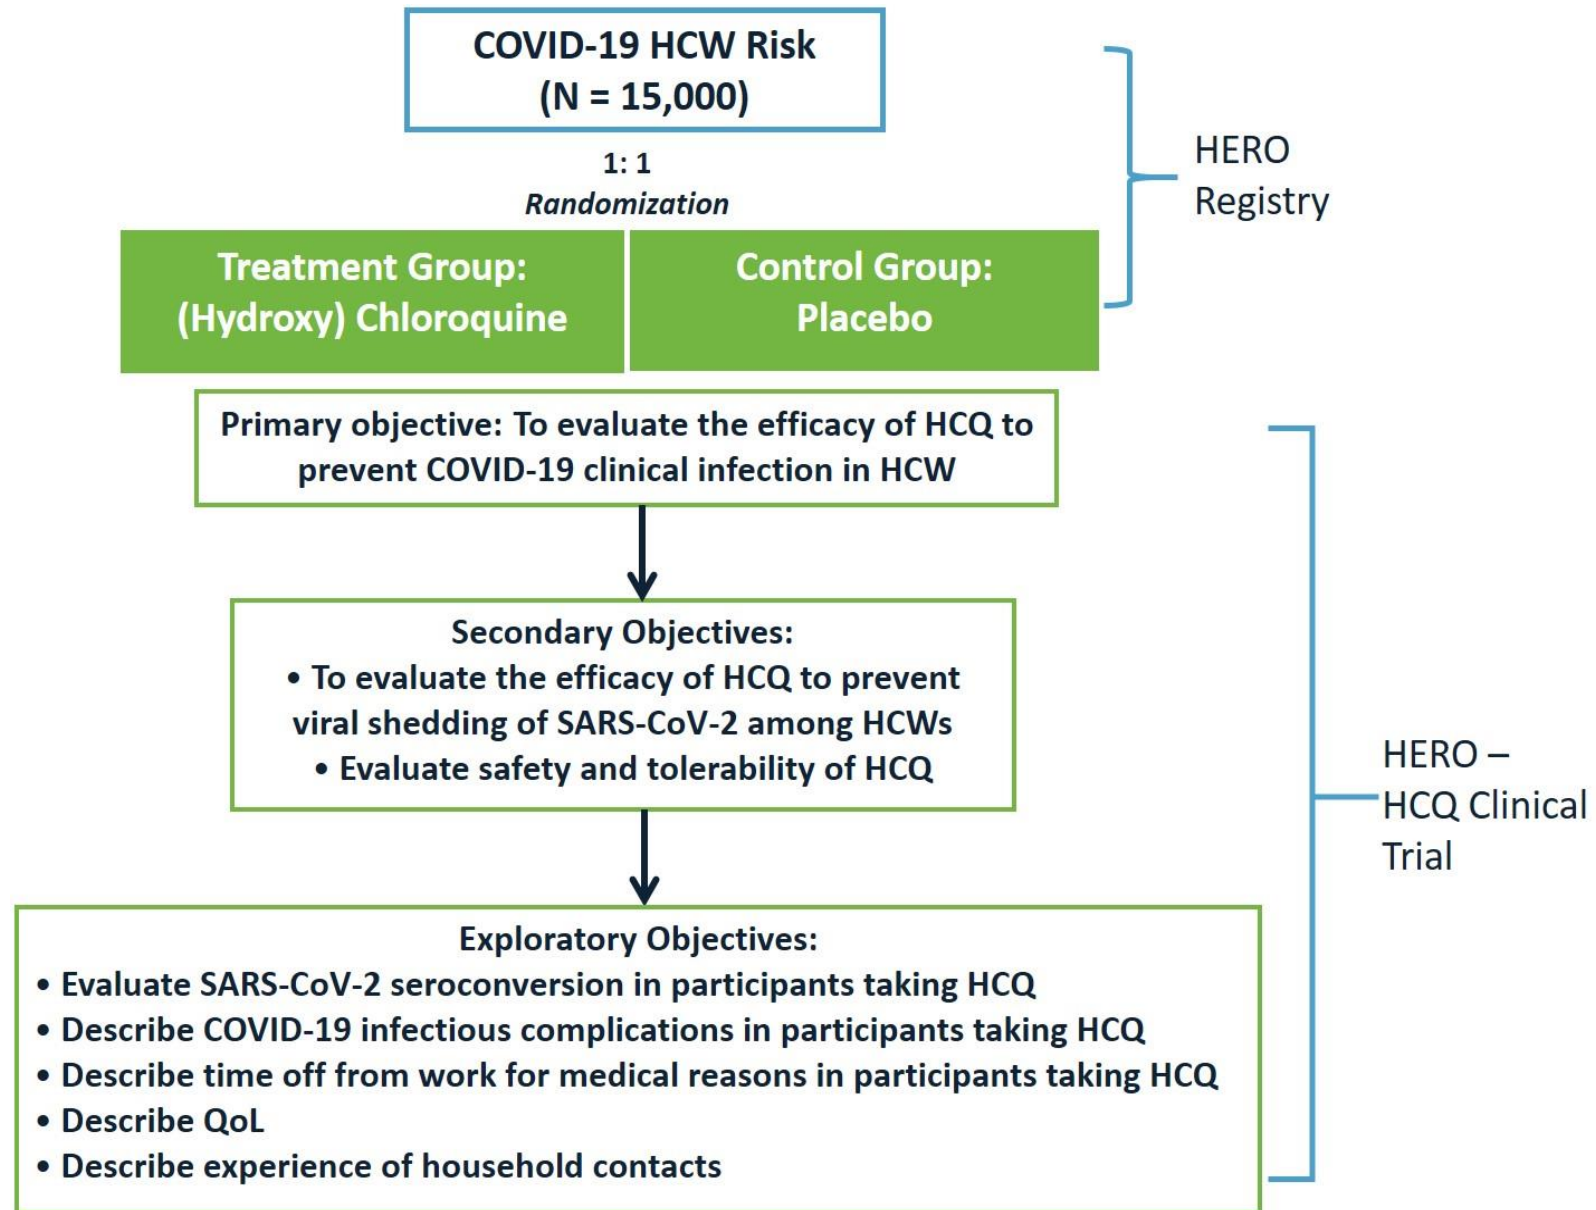 COVID-19 HCW Risk
(N = 15,000)
1: 1
Randomization
HERO
Registry
Treatment Group:
(Hydroxy) Chloroquine
Control Group:
Placebo
Primary objective: To evaluate the efficacy of HCQ to
prevent COVID-19 clinical infection in HCW
Secondary Objectives:
• To evaluate the efficacy of HCQ to prevent
viral shedding of SARS-CoV-2 among HCWs
• Evaluate safety and tolerability of HCQ
HERO –
HCQ Clinical
Trial
Exploratory Objectives:
• Evaluate SARS-CoV-2 seroconversion in participants taking HCQ
• Describe COVID-19 infectious complications in participants taking HCQ
• Describe time off from work for medical reasons in participants taking HCQ
• Describe QoL
• Describe experience of household contacts